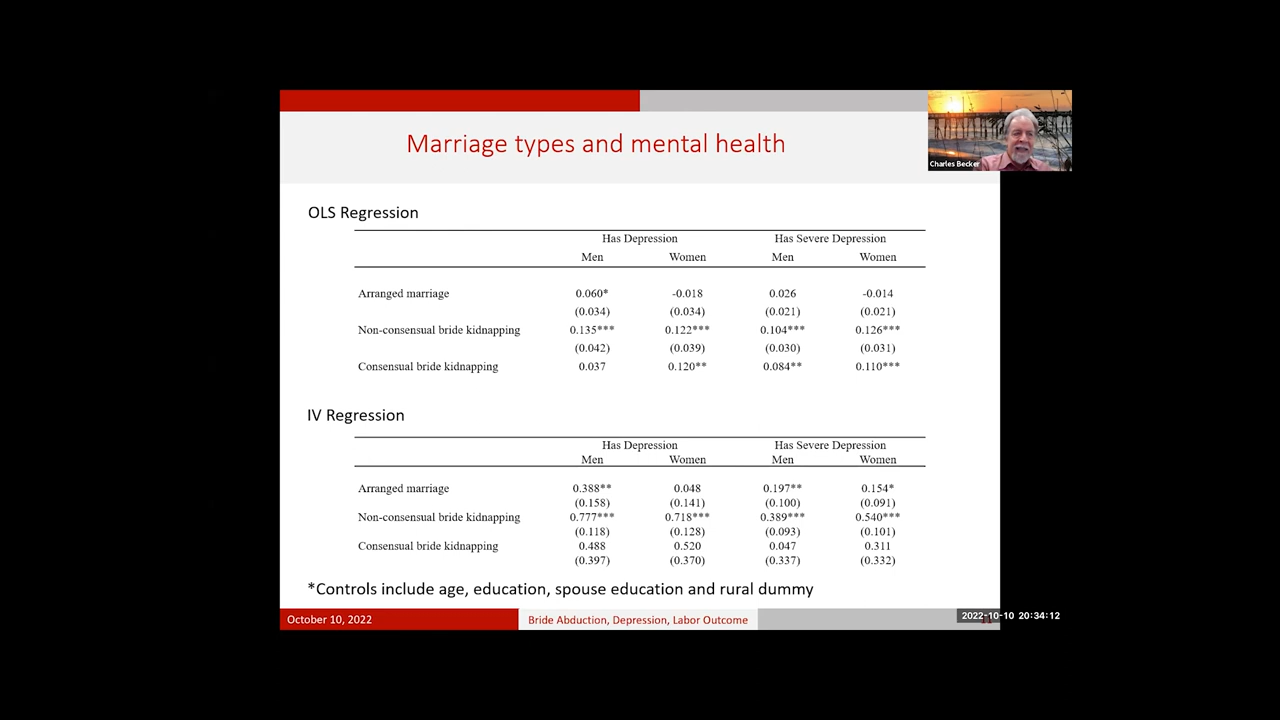 Marriage types and mental health
Charles Becker
OLS Regression
Has Depression Has Severe Depression
Men Women Men Women
Arranged marriage 0.060* -0.018 0.026 -0.014
(0.034) (0.034) (0.021) (0.021)
Non-consensual bride kidnapping 0.135*** 0.122*** 0.104*** 0.126***
(0.042) (0.039) (0.030) (0.031)
Consensual bride kidnapping 0.037 0.120** 0.084** 0.110***
IV Regression
Has Depression Has Severe Depression
Men Women Men Women
Arranged marriage 0.388** 0.048 0.197** 0.154*
(0.158) (0.141) (0.100) (0.091)
Non-consensual bride kidnapping 0.777*** 0.718*** 0.389*** 0.540***
(0.118) (0.128) (0.093) (0.101)
Consensual bride kidnapping 0.488 0.520 0.047 0.311
(0.397) (0.370) (0.337) (0.332)
*Controls include age, education, spouse education and rural dummy
October 10, 2022 Bride Abduction, Depression, Labor Outcome
2022-10-10 20:34:12